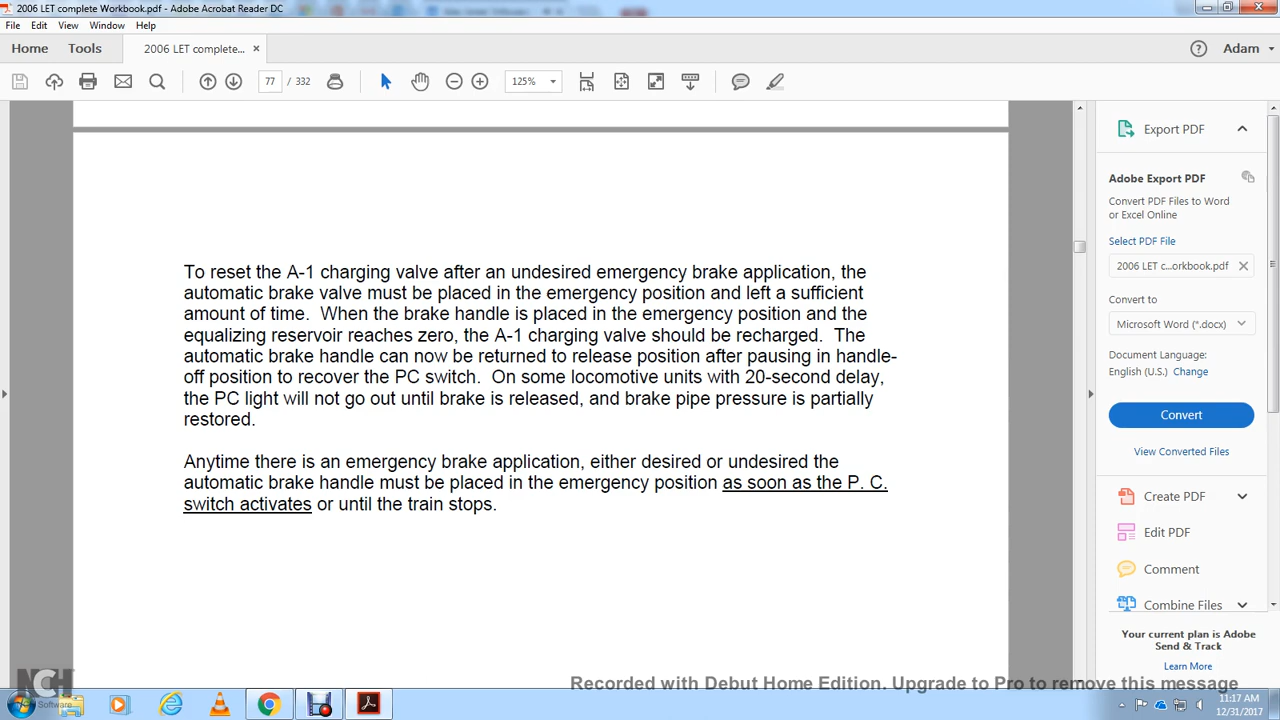 2006 LET complete Workbook.pdf - Adobe Acrobat Reader DC
File Edit View Window Help
Home Tools 2006 LET complete... × Adam
77 / 332 125%
To reset the A-1 charging valve after an undesired emergency brake application, the
automatic brake valve must be placed in the emergency position and left a sufficient
amount of time.  When the brake handle is placed in the emergency position and the
equalizing reservoir reaches zero, the A-1 charging valve should be recharged.  The
automatic brake handle can now be returned to release position after pausing in handle-
off position to recover the PC switch.  On some locomotive units with 20-second delay,
the PC light will not go out until brake is released, and brake pipe pressure is partially
restored.
Anytime there is an emergency brake application, either desired or undesired the
automatic brake handle must be placed in the emergency position as soon as the P. C.
switch activates or until the train stops.
Export PDF
Adobe Export PDF
Convert PDF Files to Word
or Excel Online
Select PDF File
2006 LET c...orkbook.pdf ×
Convert to
Microsoft Word (*.docx)
Document Language:
English (U.S.) Change
Convert
View Converted Files
Create PDF
Edit PDF
Comment
Combine Files
Your current plan is Adobe
Send & Track
Learn More
NCH
Software
Recorded with Debut Home Edition. Upgrade to Pro to remove this message
11:17 AM
12/31/2017